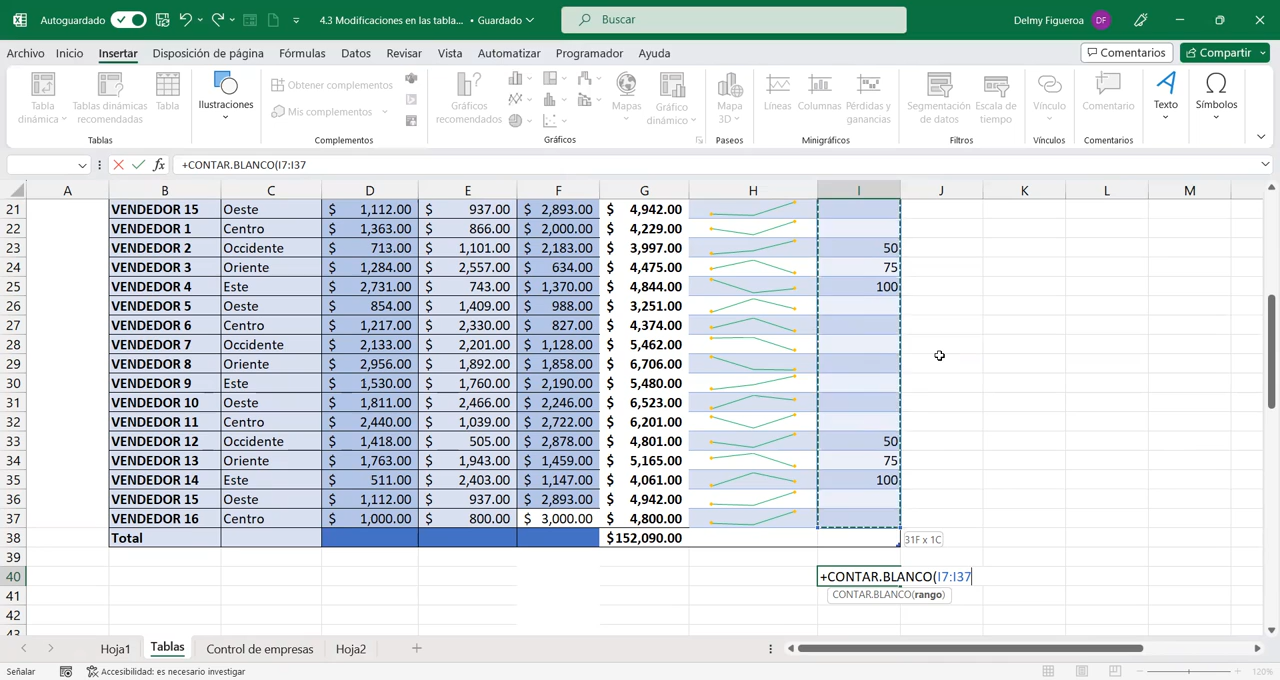 Autoguardado 4.3 Modificaciones en las tabla... • Guardado Buscar Delmy Figueroa DF
Archivo Inicio Insertar Disposición de página Fórmulas Datos Revisar Vista Automatizar Programador Ayuda Comentarios Compartir
Tabla dinámica Tablas dinámicas recomendadas Tabla Ilustraciones Obtener complementos Mis complementos Gráficos recomendados Mapas Gráfico dinámico Mapa 3D Líneas Columnas Pérdidas y ganancias Segmentación de datos Escala de tiempo Vínculo Comentario Texto Símbolos
Tablas Complementos Gráficos Paseos Minigráficos Filtros Vínculos Comentarios
fx +CONTAR.BLANCO(I7:I37
A B C D E F G H I J K L M
21 VENDEDOR 15 Oeste $ 1,112.00 $ 937.00 $ 2,893.00 $ 4,942.00
22 VENDEDOR 1 Centro $ 1,363.00 $ 866.00 $ 2,000.00 $ 4,229.00
23 VENDEDOR 2 Occidente $ 713.00 $ 1,101.00 $ 2,183.00 $ 3,997.00 50
24 VENDEDOR 3 Oriente $ 1,284.00 $ 2,557.00 $ 634.00 $ 4,475.00 75
25 VENDEDOR 4 Este $ 2,731.00 $ 743.00 $ 1,370.00 $ 4,844.00 100
26 VENDEDOR 5 Oeste $ 854.00 $ 1,409.00 $ 988.00 $ 3,251.00
27 VENDEDOR 6 Centro $ 1,217.00 $ 2,330.00 $ 827.00 $ 4,374.00
28 VENDEDOR 7 Occidente $ 2,133.00 $ 2,201.00 $ 1,128.00 $ 5,462.00
29 VENDEDOR 8 Oriente $ 2,956.00 $ 1,892.00 $ 1,858.00 $ 6,706.00
30 VENDEDOR 9 Este $ 1,530.00 $ 1,760.00 $ 2,190.00 $ 5,480.00
31 VENDEDOR 10 Oeste $ 1,811.00 $ 2,466.00 $ 2,246.00 $ 6,523.00
32 VENDEDOR 11 Centro $ 2,440.00 $ 1,039.00 $ 2,722.00 $ 6,201.00
33 VENDEDOR 12 Occidente $ 1,418.00 $ 505.00 $ 2,878.00 $ 4,801.00 50
34 VENDEDOR 13 Oriente $ 1,763.00 $ 1,943.00 $ 1,459.00 $ 5,165.00 75
35 VENDEDOR 14 Este $ 511.00 $ 2,403.00 $ 1,147.00 $ 4,061.00 100
36 VENDEDOR 15 Oeste $ 1,112.00 $ 937.00 $ 2,893.00 $ 4,942.00
37 VENDEDOR 16 Centro $ 1,000.00 $ 800.00 $ 3,000.00 $ 4,800.00
38 Total $152,090.00 31F x 1C
39
40 +CONTAR.BLANCO(I7:I37
41 CONTAR.BLANCO(rango)
42
43
Hoja1 Tablas Control de empresas Hoja2
Señalar Accesibilidad: es necesario investigar 120%